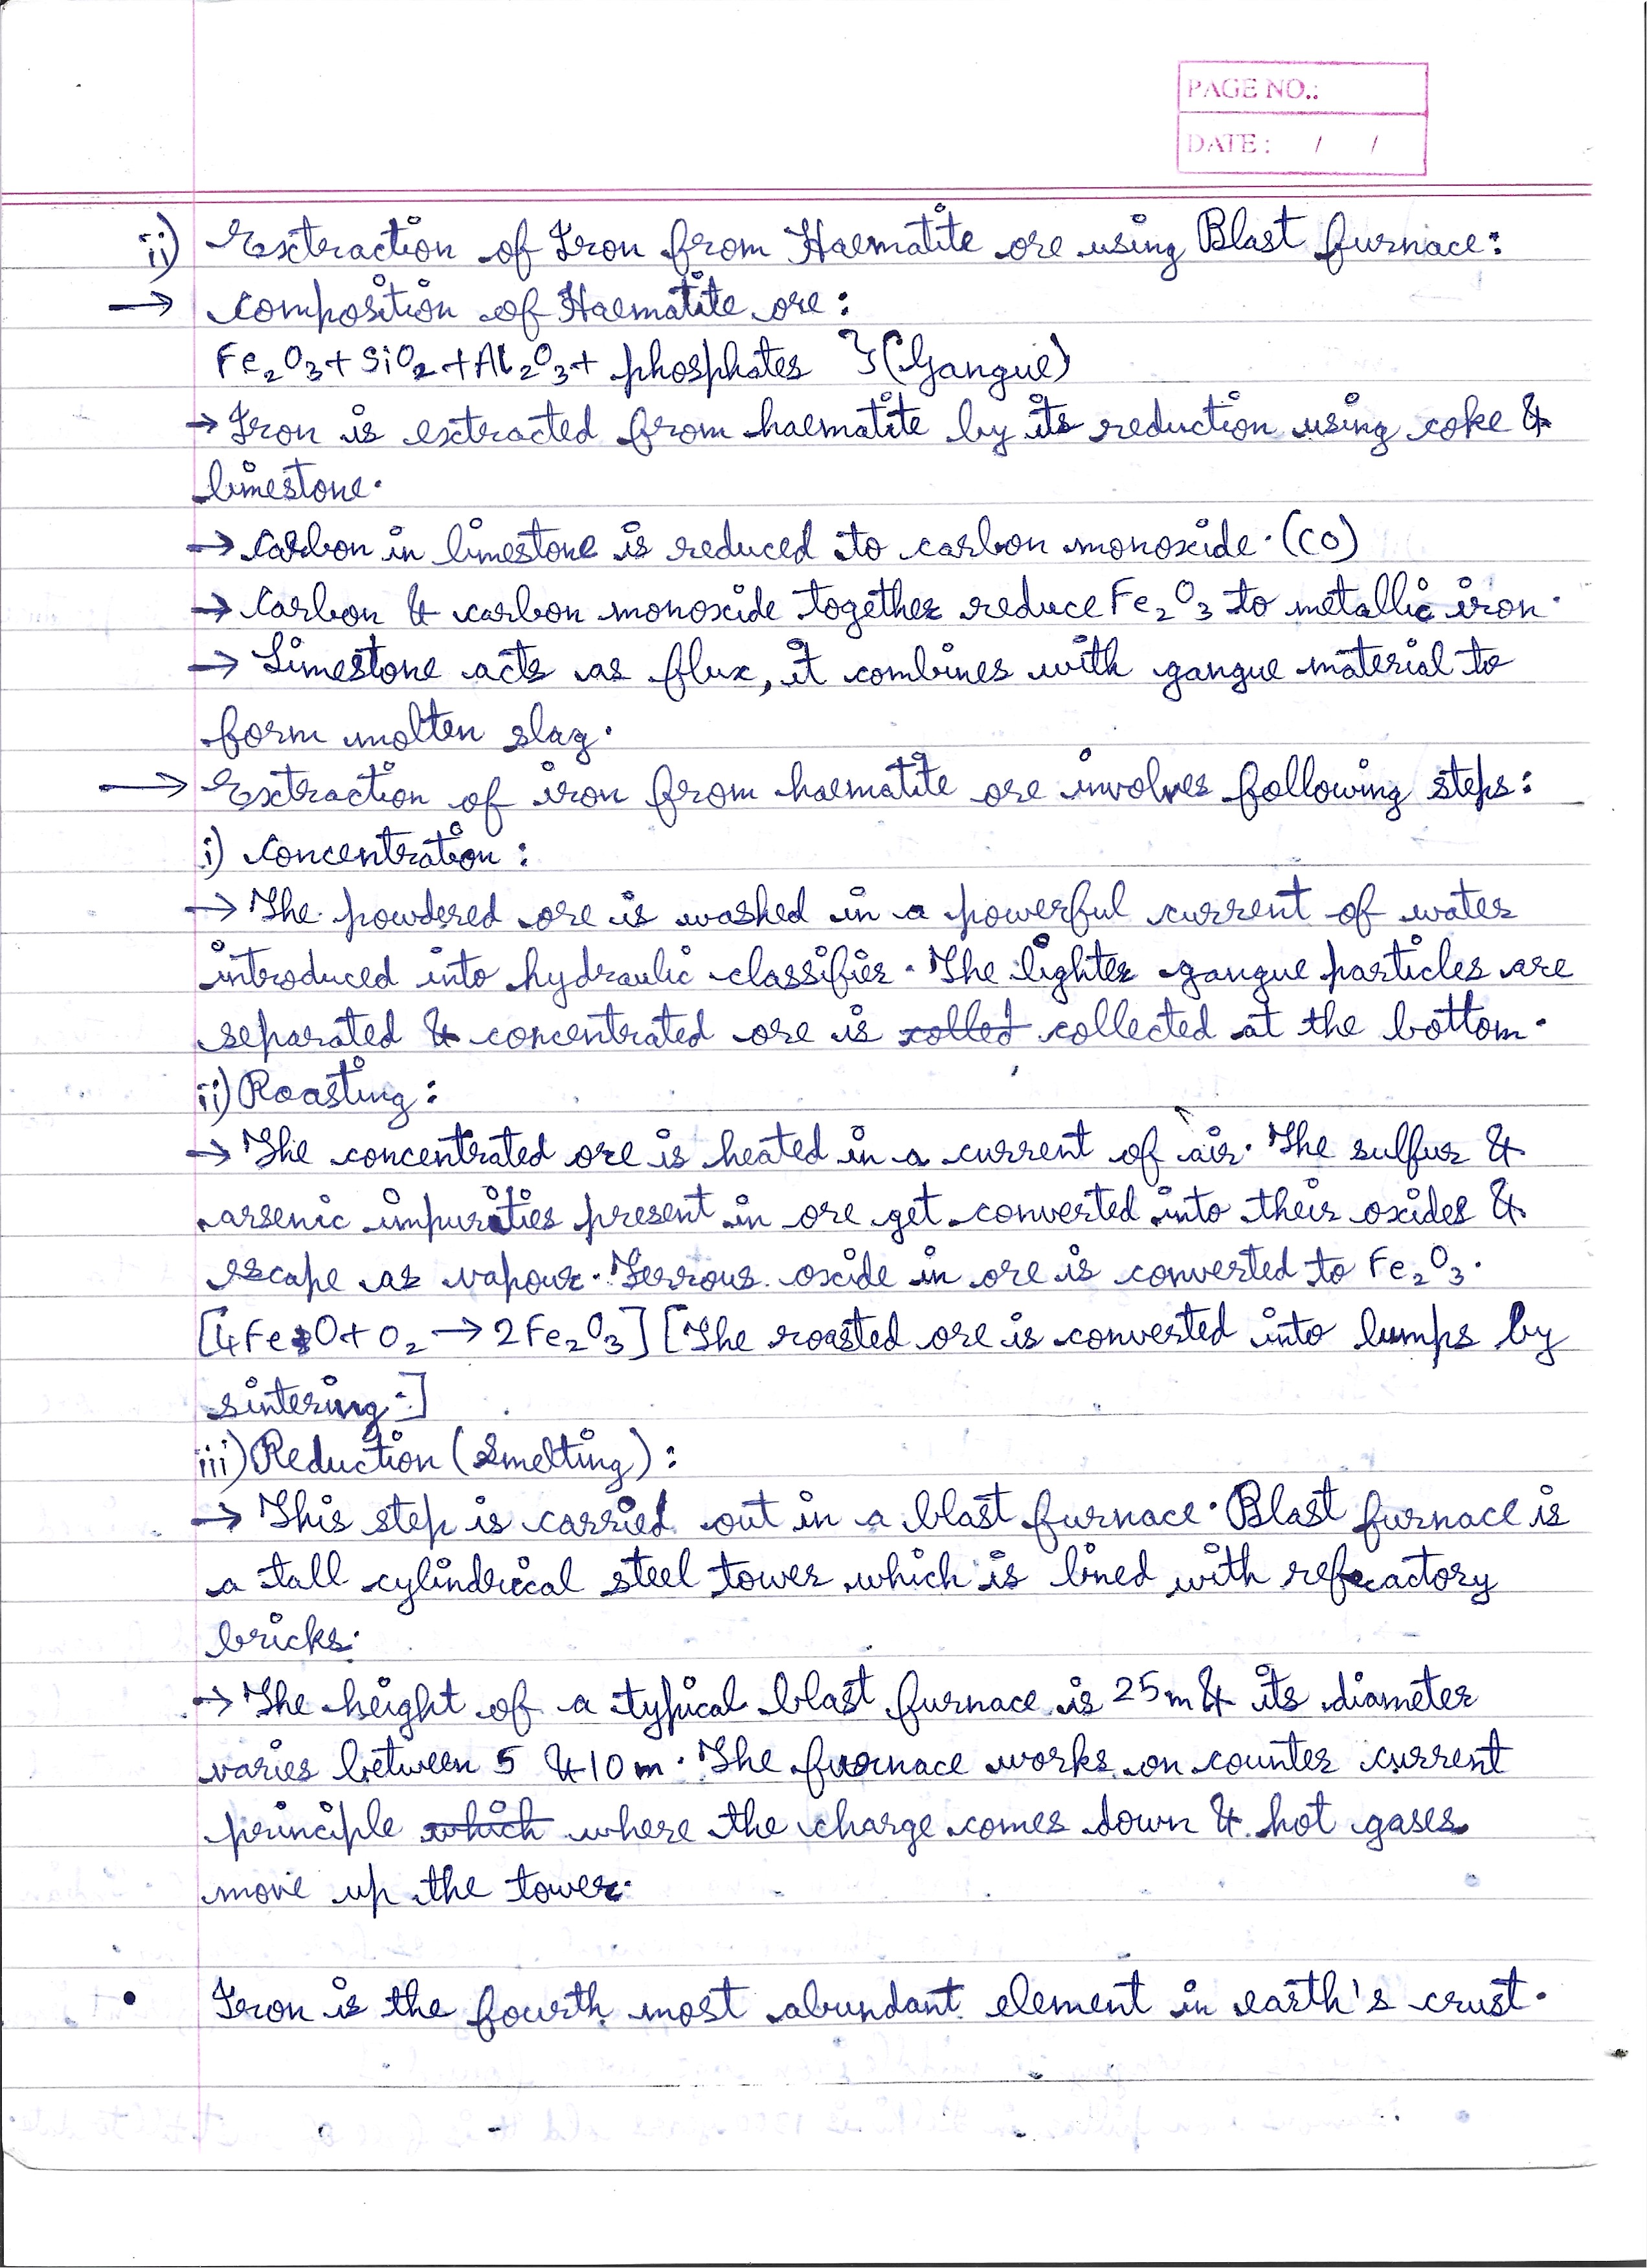 PAGE NO.:
DATE: / /
ii) Extraction of Iron from Haematite ore using Blast furnace:
→ Composition of Haematite ore:
Fe₂O₃ + SiO₂ + Al₂O₃ + phosphates } (Gangue)
→ Iron is extracted from haematite by its reduction using coke &
limestone.
→ Carbon in limestone is reduced to carbon monoxide. (CO)
→ Carbon & carbon monoxide together reduce Fe₂O₃ to metallic iron.
→ Limestone acts as flux, it combines with gangue material to
form molten slag.
→ Extraction of iron from haematite ore involves following steps:
i) Concentration:
→ The powdered ore is washed in a powerful current of water
introduced into hydraulic classifier. The lighter gangue particles are
separated & concentrated ore is colled collected at the bottom.
ii) Roasting:
→ The concentrated ore is heated in a current of air. The sulfur &
arsenic impurities present in ore get converted into their oxides &
escape as vapour. Ferrous oxide in ore is converted to Fe₂O₃.
[4FeO + O₂ → 2Fe₂O₃] [The roasted ore is converted into lumps by
sintering.]
iii) Reduction (Smelting):
→ This step is carried out in a blast furnace. Blast furnace is
a tall cylindrical steel tower which is lined with refractory
bricks.
→ The height of a typical blast furnace is 25m & its diameter
varies between 5 & 10 m. The furnace works on counter current
principle which where the charge comes down & hot gases
move up the tower.
• Iron is the fourth most abundant element in earth's crust.